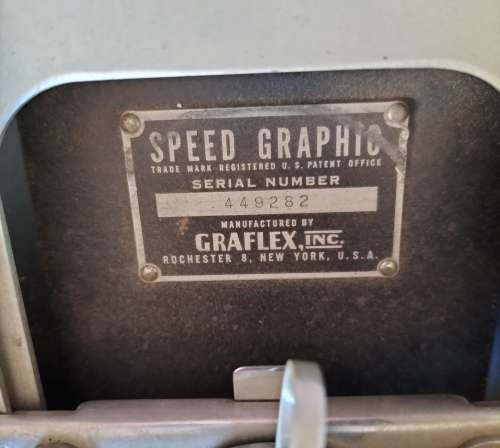 SPEED GRAPHIC
TRADE MARK REGISTERED U.S. PATENT OFFICE
SERIAL NUMBER
449282
MANUFACTURED BY
GRAFLEX, INC.
ROCHESTER 8, NEW YORK, U.S.A.